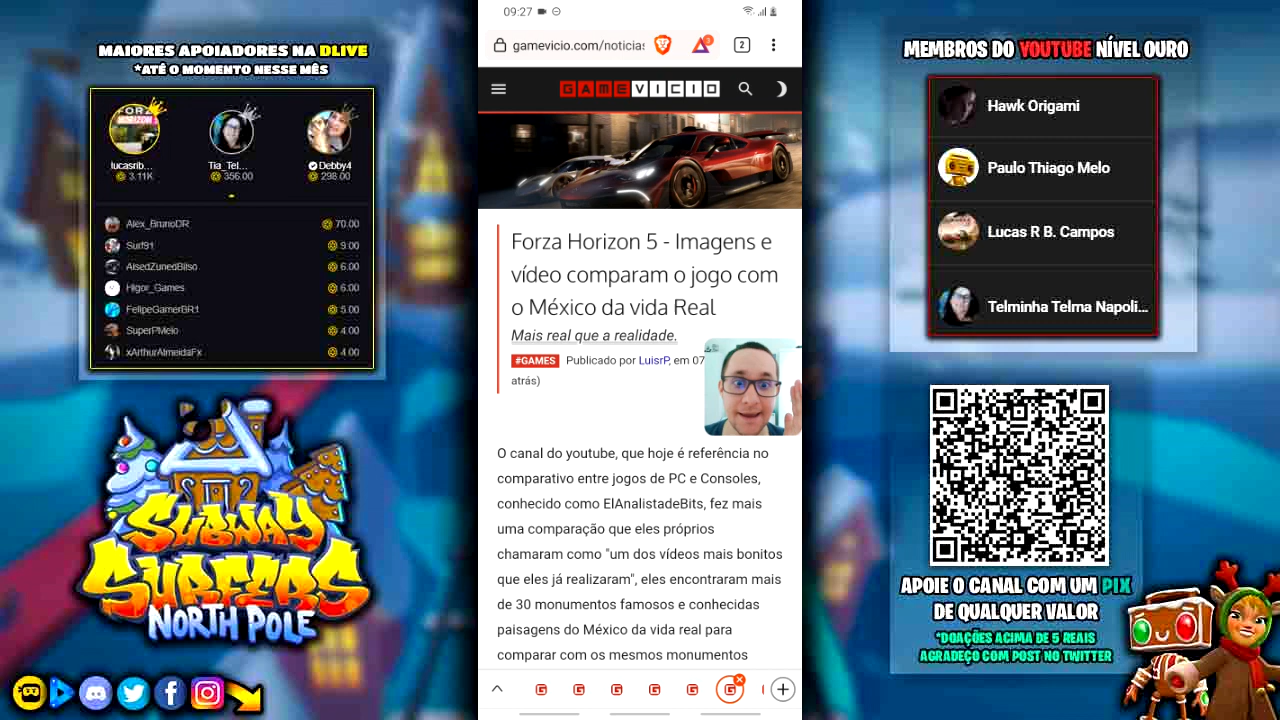 MAIORES APOIADORES NA DLIVE
*ATÉ O MOMENTO NESSE MÊS
lucasrib...
3.11K
Tia_Tel...
356.00
Debby4
298.00
Alex_BrunoDR 70.00
Surf91 9.00
AlsedZunedBilso 6.00
Higor_Games 6.00
FelipeGamerBR1 5.00
SuperPMelo 4.00
xArthurAlmeidaFx 4.00
SUBWAY
SURFERS
NORTH POLE
09:27
gamevicio.com/noticias
3
2
GAMEVICIO
Forza Horizon 5 - Imagens e
vídeo comparam o jogo com
o México da vida Real
Mais real que a realidade.
#GAMES Publicado por LuisrP, em 07
atrás)
O canal do youtube, que hoje é referência no
comparativo entre jogos de PC e Consoles,
conhecido como ElAnalistadeBits, fez mais
uma comparação que eles próprios
chamaram como "um dos vídeos mais bonitos
que eles já realizaram", eles encontraram mais
de 30 monumentos famosos e conhecidas
paisagens do México da vida real para
comparar com os mesmos monumentos
MEMBROS DO YOUTUBE NÍVEL OURO
Hawk Origami
Paulo Thiago Melo
Lucas R B. Campos
Telminha Telma Napoli...
APOIE O CANAL COM UM PIX
DE QUALQUER VALOR
*DOAÇÕES ACIMA DE 5 REAIS
AGRADEÇO COM POST NO TWITTER